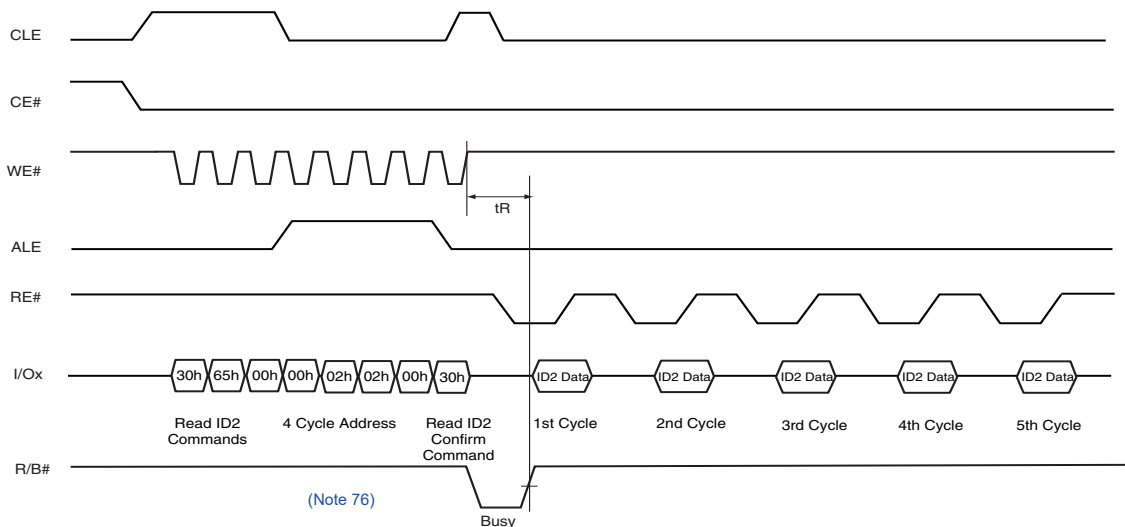 CLE
CE#
WE#
tR
ALE
RE#
I/Ox
30h 65h 00h 00h 02h 02h 00h 30h ID2 Data ID2 Data ID2 Data ID2 Data ID2 Data
Read ID2 Commands
4 Cycle Address
Read ID2 Confirm Command
1st Cycle
2nd Cycle
3rd Cycle
4th Cycle
5th Cycle
R/B#
(Note 76)
Busy